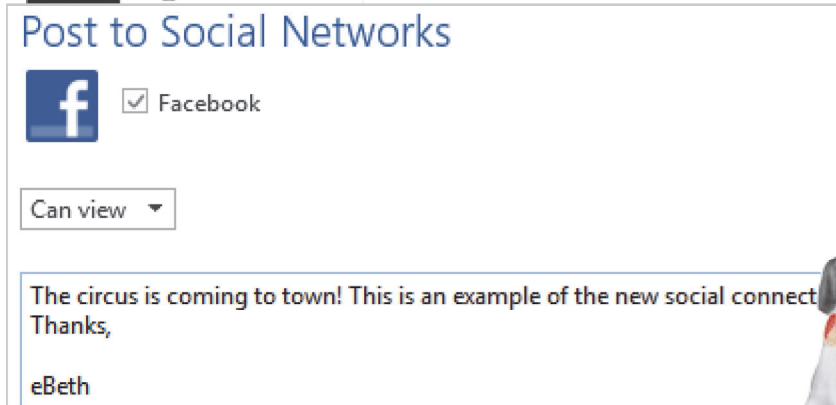 Post to Social Networks
f
Facebook
Can view
The circus is coming to town! This is an example of the new social connect
Thanks,
eBeth